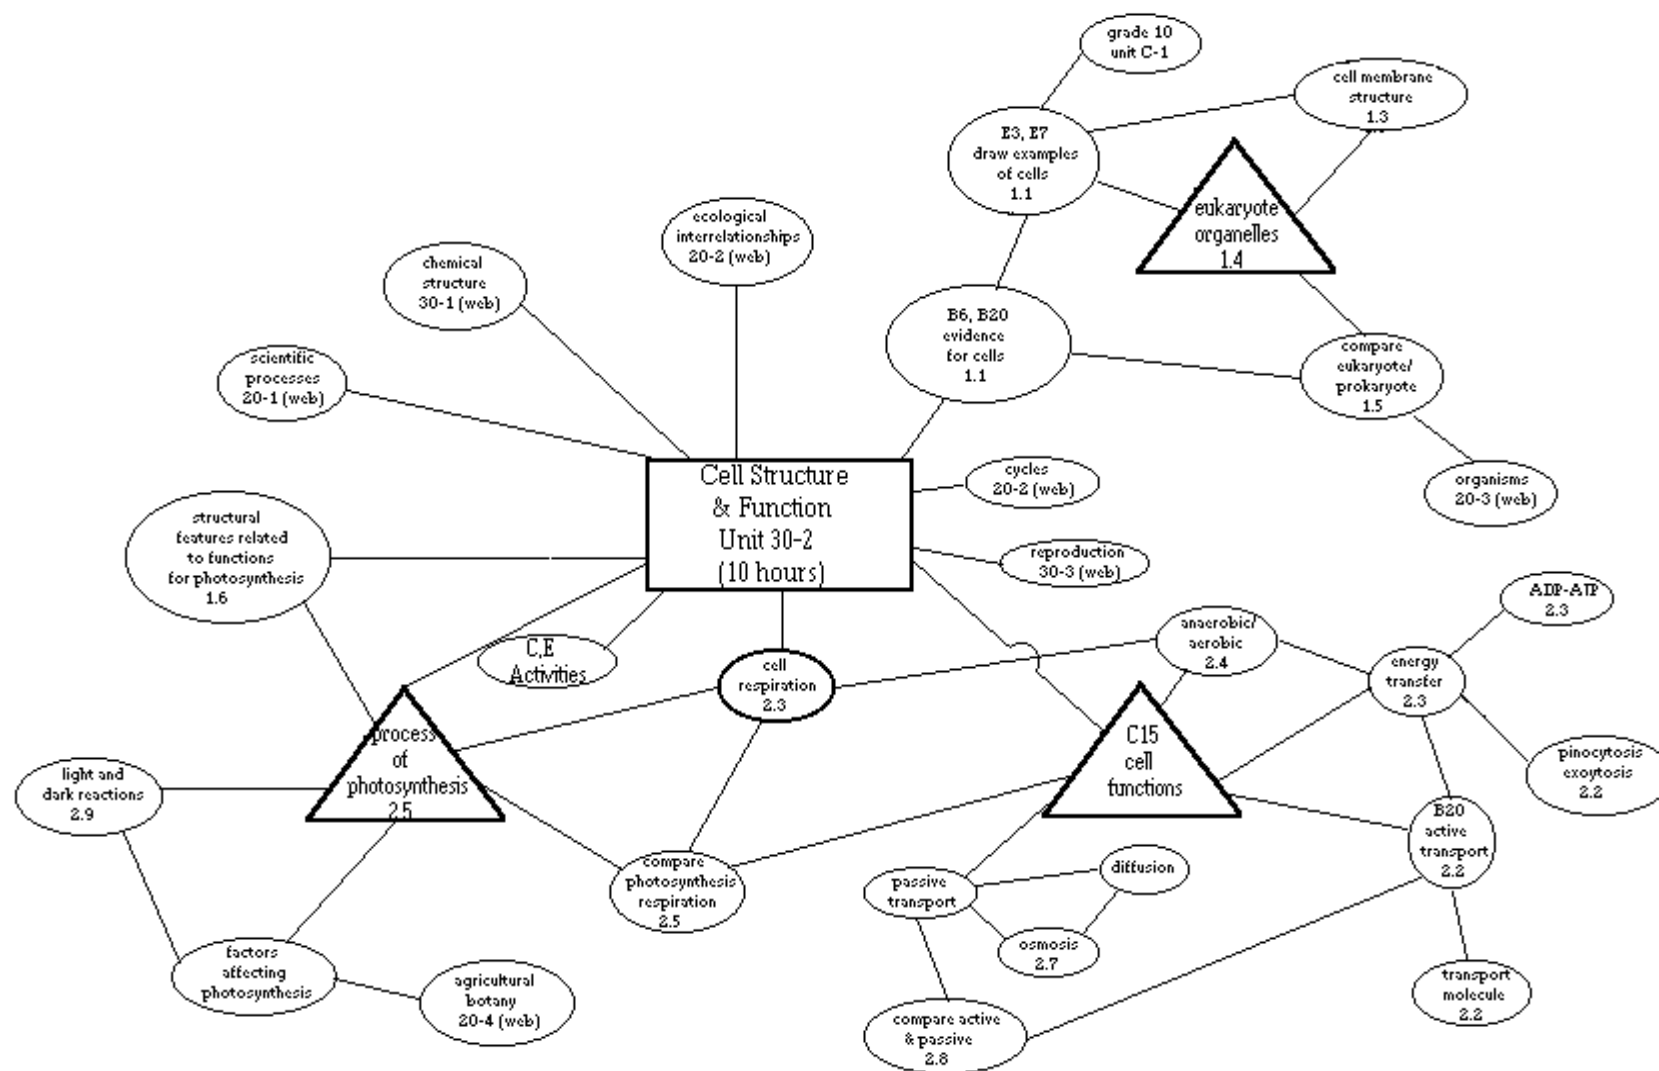 grade 10
unit C-1
cell membrane
structure
1.3
E3, E7
draw examples
of cells
1.1
eukaryote
organelles
1.4
ecological
interrelationships
20-2 (web)
chemical
structure
30-1 (web)
B6, B20
evidence
for cells
1.1
compare
eukaryote/
prokaryote
1.5
scientific
processes
20-1 (web)
Cell Structure
& Function
Unit 30-2
(10 hours)
cycles
20-2 (web)
organisms
20-3 (web)
structural
features related
to functions
for photosynthesis
1.6
reproduction
30-3 (web)
ADP-ATP
2.3
C,E
Activities
cell
respiration
2.3
anaerobic/
aerobic
2.4
energy
transfer
2.3
process
of
photosynthesis
2.5
C15
cell
functions
pinocytosis
exoytosis
2.2
light and
dark reactions
2.9
B20
active
transport
2.2
compare
photosynthesis
respiration
2.5
passive
transport
diffusion
osmosis
2.7
factors
affecting
photosynthesis
agricultural
botany
20-4 (web)
transport
molecule
2.2
compare active
& passive
2.8